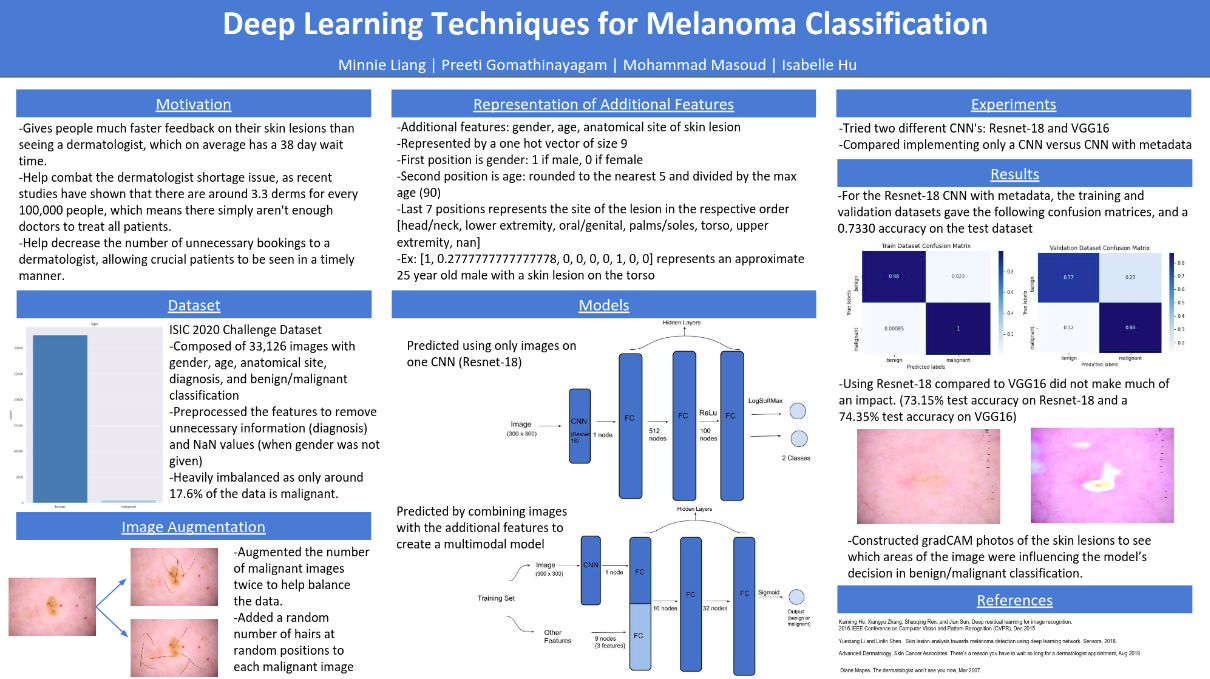 Deep Learning Techniques for Melanoma Classification
Minnie Liang | Preeti Gomathinayagam | Mohammad Masoud | Isabelle Hu
Motivation
-Gives people much faster feedback on their skin lesions than
seeing a dermatologist, which on average has a 38 day wait
time.
-Help combat the dermatologist shortage issue, as recent
studies have shown that there are around 3.3 derms for every
100,000 people, which means there simply aren't enough
doctors to treat all patients.
-Help decrease the number of unnecessary bookings to a
dermatologist, allowing crucial patients to be seen in a timely
manner.
Dataset
ISIC 2020 Challenge Dataset
-Composed of 33,126 images with
gender, age, anatomical site,
diagnosis, and benign/malignant
classification
-Preprocessed the features to remove
unnecessary information (diagnosis)
and NaN values (when gender was not
given)
-Heavily imbalanced as only around
17.6% of the data is malignant.
Image Augmentation
-Augmented the number
of malignant images
twice to help balance
the data.
-Added a random
number of hairs at
random positions to
each malignant image
Representation of Additional Features
-Additional features: gender, age, anatomical site of skin lesion
-Represented by a one hot vector of size 9
-First position is gender: 1 if male, 0 if female
-Second position is age: rounded to the nearest 5 and divided by the max
age (90)
-Last 7 positions represents the site of the lesion in the respective order
[head/neck, lower extremity, oral/genital, palms/soles, torso, upper
extremity, nan]
-Ex: [1, 0.2777777777777778, 0, 0, 0, 0, 1, 0, 0] represents an approximate
25 year old male with a skin lesion on the torso
Models
Predicted using only images on
one CNN (Resnet-18)
Hidden Layers
Image
(300 x 300)
CNN
(Resnet
18)
1 node
FC
512
nodes
FC
ReLu
100
nodes
FC
LogSoftMax
2 Classes
Predicted by combining images
with the additional features to
create a multimodal model
Hidden Layers
Training Set
Image
(300 x 300)
CNN
1 node
FC
Other
Features
9 nodes
[3 features]
FC
16 nodes
FC
32 nodes
FC
Sigmoid
Output
(benign or
malignant)
Experiments
-Tried two different CNN's: Resnet-18 and VGG16
-Compared implementing only a CNN versus CNN with metadata
Results
-For the Resnet-18 CNN with metadata, the training and
validation datasets gave the following confusion matrices, and a
0.7330 accuracy on the test dataset
Train Dataset Confusion Matrix
True labels
benign
malignant
0.98
0.022
0.00085
1
benign
malignant
Predicted labels
Validation Dataset Confusion Matrix
True labels
benign
malignant
0.77
0.23
0.12
0.88
benign
malignant
Predicted labels
-Using Resnet-18 compared to VGG16 did not make much of
an impact. (73.15% test accuracy on Resnet-18 and a
74.35% test accuracy on VGG16)
-Constructed gradCAM photos of the skin lesions to see
which areas of the image were influencing the model's
decision in benign/malignant classification.
References
Kaiming He, Xiangyu Zhang, Shaoqing Ren, and Jian Sun, Deep residual learning for image recognition.
2016 IEEE Conference on Computer Vision and Pattern Recognition (CVPR), Dec 2015
Yuexiang Li and Linlin Shen. Skin lesion analysis towards melanoma detection using deep learning network. Sensors, 2018.
Advanced Dermatology Skin Cancer Associates. There's a reason you have to wait so long for a dermatologist appointment, Aug 2018.
Diane Mapes. The dermatologist won't see you now, Mar 2007.